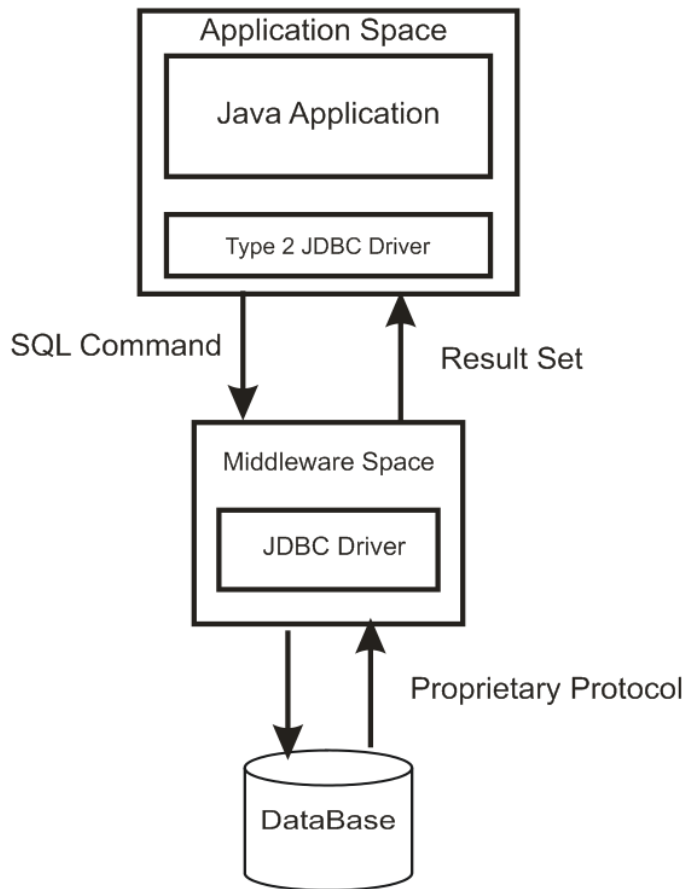 Application Space
Java Application
Type 2 JDBC Driver
SQL Command
Result Set
Middleware Space
JDBC Driver
Proprietary Protocol
DataBase